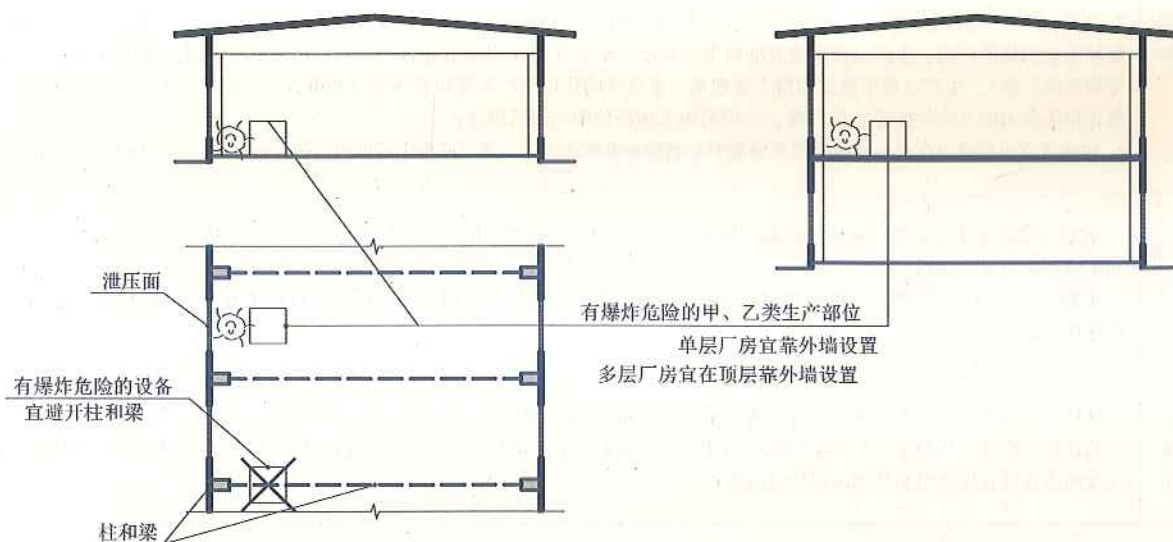 泄压面
有爆炸危险的甲、乙类生产部位
单层厂房宜靠外墙设置
多层厂房宜在顶层靠外墙设置
有爆炸危险的设备
宜避开柱和梁
柱和梁